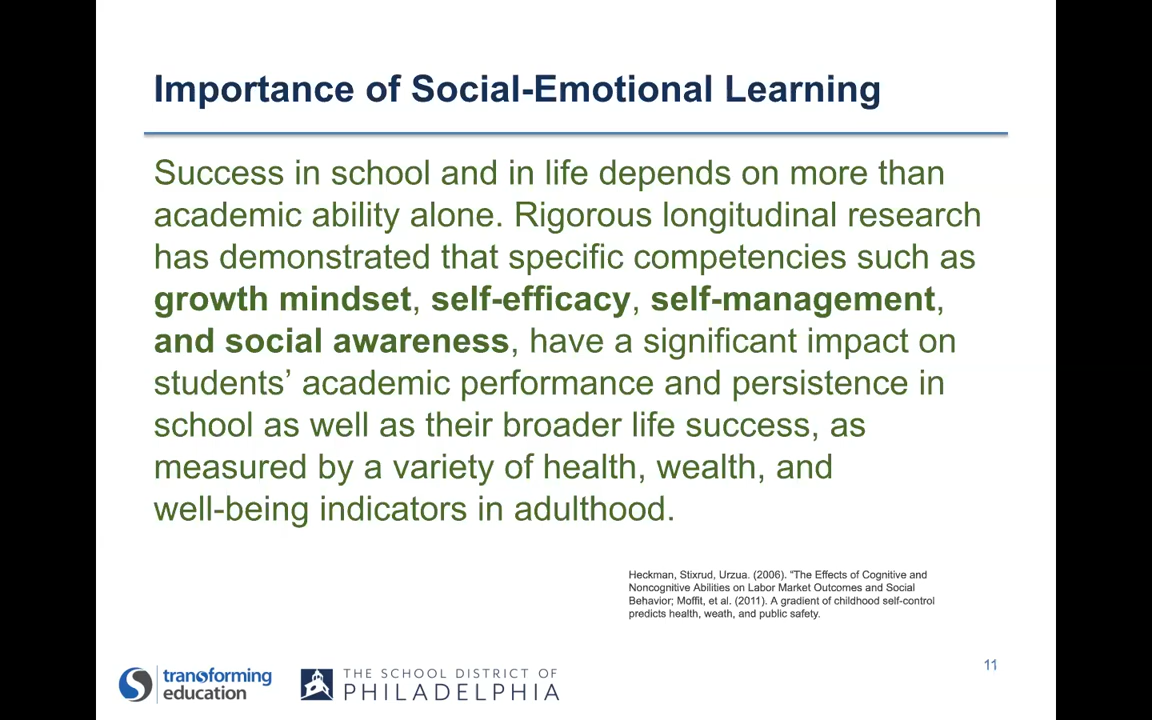 Importance of Social-Emotional Learning
Success in school and in life depends on more than
academic ability alone. Rigorous longitudinal research
has demonstrated that specific competencies such as
growth mindset, self-efficacy, self-management,
and social awareness, have a significant impact on
students’ academic performance and persistence in
school as well as their broader life success, as
measured by a variety of health, wealth, and
well-being indicators in adulthood.
Heckman, Stixrud, Urzua. (2006). "The Effects of Cognitive and
Noncognitive Abilities on Labor Market Outcomes and Social
Behavior; Moffit, et al. (2011). A gradient of childhood self-control
predicts health, weath, and public safety.
transforming
education
THE SCHOOL DISTRICT OF
PHILADELPHIA
11